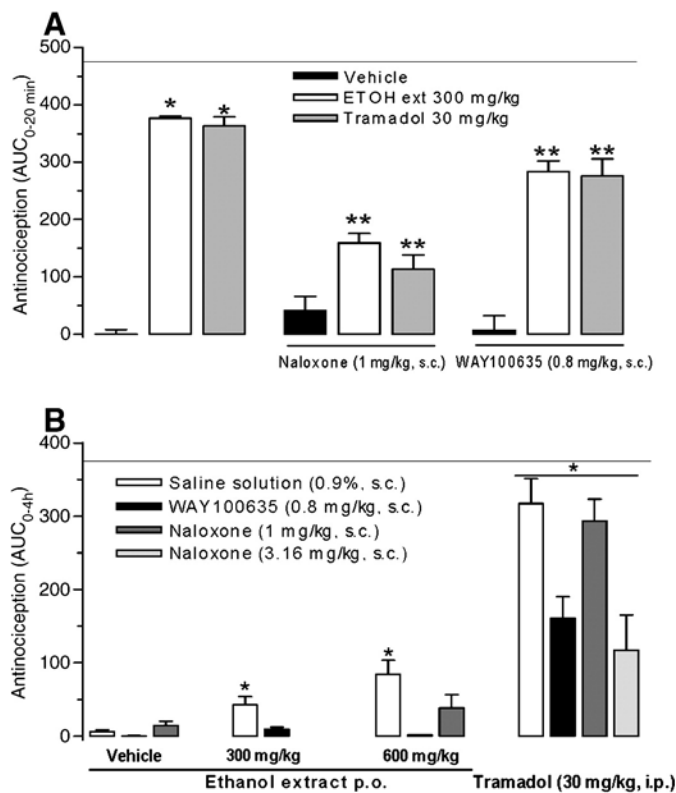 A
500
400
300
200
100
0
Antinociception (AUC0-20 min)
Vehicle
ETOH ext 300 mg/kg
Tramadol 30 mg/kg
*
*
**
**
**
**
Naloxone (1 mg/kg, s.c.)
WAY100635 (0.8 mg/kg, s.c.)
B
400
300
200
100
0
Antinociception (AUC0-4h)
Saline solution (0.9%, s.c.)
WAY100635 (0.8 mg/kg, s.c.)
Naloxone (1 mg/kg, s.c.)
Naloxone (3.16 mg/kg, s.c.)
*
*
*
Vehicle 300 mg/kg 600 mg/kg
Ethanol extract p.o. Tramadol (30 mg/kg, i.p.)